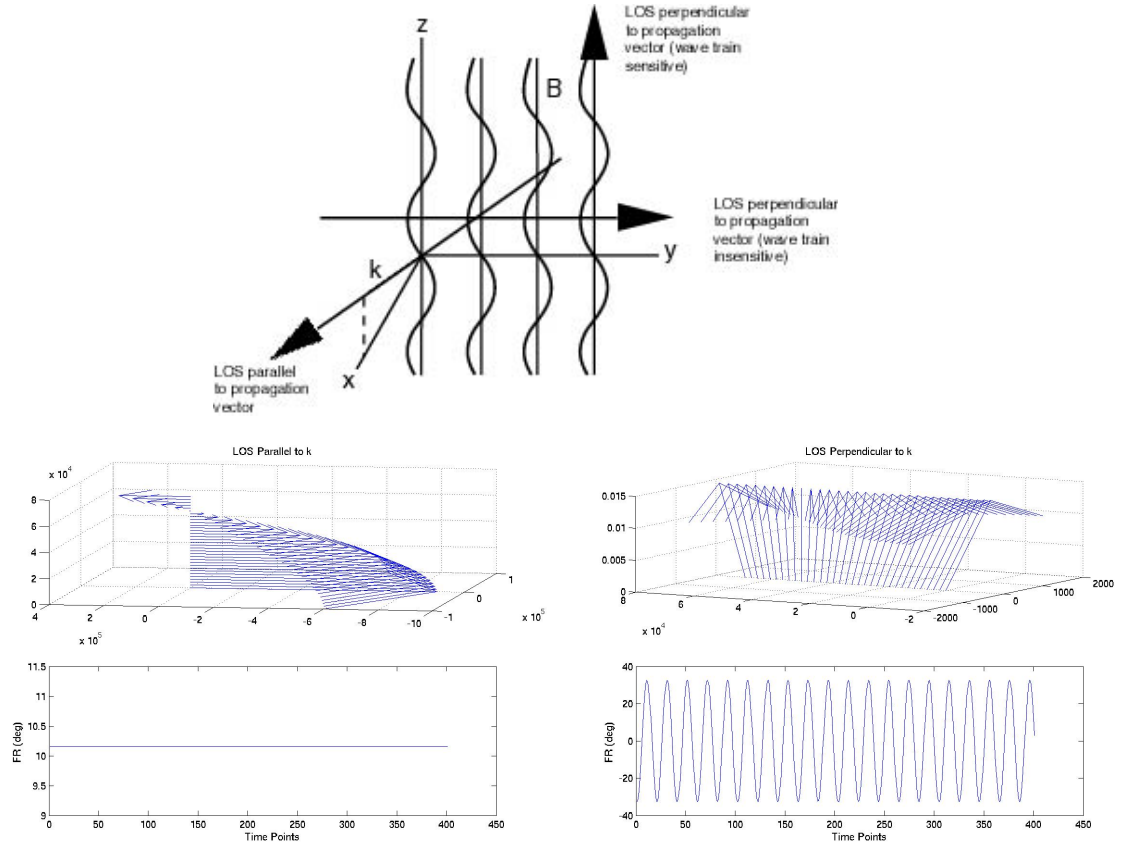 z
LOS perpendicular
to propagation
vector (wave train
sensitive)
B
LOS perpendicular
to propagation
vector (wave train
insensitive)
y
k
LOS parallel
to propagation
vector
x
LOS Parallel to k
x 10^4
8
6
4
2
0
4
2
0
-2
-4
-6
-8
-10
-1
0
1
x 10^5
x 10^5
LOS Perpendicular to k
0.015
0.01
0.005
0
8
6
4
2
0
-2
-2000
-1000
0
1000
2000
x 10^4
11.5
11
10.5
10
9.5
9
FR (deg)
0
50
100
150
200
250
300
350
400
450
Time Points
40
20
0
-20
-40
FR (deg)
0
50
100
150
200
250
300
350
400
450
Time Points